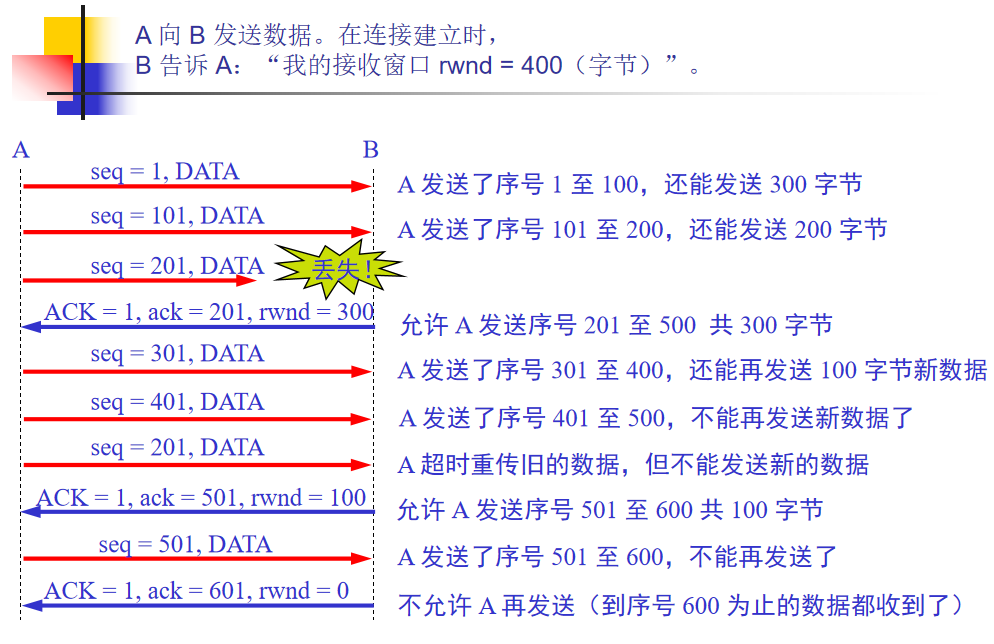 A 向 B 发送数据。在连接建立时，
B 告诉 A：“我的接收窗口 rwnd = 400（字节）”。
A B
seq = 1, DATA A 发送了序号 1 至 100，还能发送 300 字节
seq = 101, DATA A 发送了序号 101 至 200，还能发送 200 字节
seq = 201, DATA 丢失！
ACK = 1, ack = 201, rwnd = 300 允许 A 发送序号 201 至 500 共 300 字节
seq = 301, DATA A 发送了序号 301 至 400，还能再发送 100 字节新数据
seq = 401, DATA A 发送了序号 401 至 500，不能再发送新数据了
seq = 201, DATA A 超时重传旧的数据，但不能发送新的数据
ACK = 1, ack = 501, rwnd = 100 允许 A 发送序号 501 至 600 共 100 字节
seq = 501, DATA A 发送了序号 501 至 600，不能再发送了
ACK = 1, ack = 601, rwnd = 0 不允许 A 再发送（到序号 600 为止的数据都收到了）